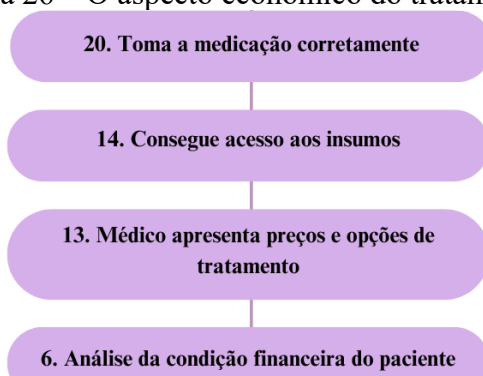 20 – O aspecto econômico do
20. Toma a medicação corretamente
14. Consegue acesso aos insumos
13. Médico apresenta preços e opções de
tratamento
6. Análise da condição financeira do paciente